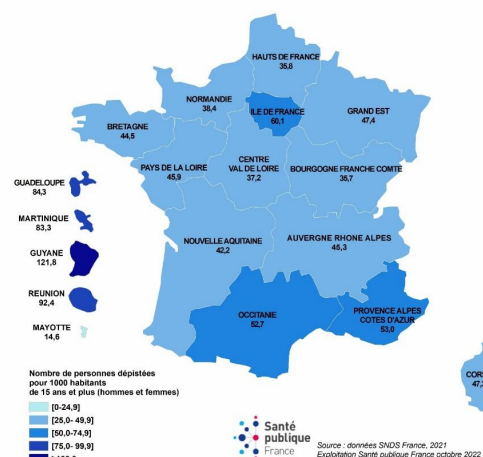 HAUTS DE FRANCE
35,8
NORMANDIE
38,4
ILE DE FRANCE
60,1
GRAND EST
47,4
BRETAGNE
44,5
PAYS DE LA LOIRE
45,9
CENTRE
VAL DE LOIRE
37,2
BOURGOGNE FRANCHE COMTE
35,7
GUADELOUPE
84,3
MARTINIQUE
83,3
GUYANE
121,8
REUNION
92,4
MAYOTTE
14,6
NOUVELLE AQUITAINE
42,2
AUVERGNE RHONE ALPES
45,3
OCCITANIE
52,7
PROVENCE ALPES
COTES D'AZUR
53,0
Nombre de personnes dépistées
pour 1000 habitants
de 15 ans et plus (hommes et femmes)
[0-24,9]
[25,0- 49,9]
[50,0-74,9]
[75,0- 99,9]
Santé
publique
France
Source : données SNDS France, 2021
Exploitation Santé publique France octobre 2022